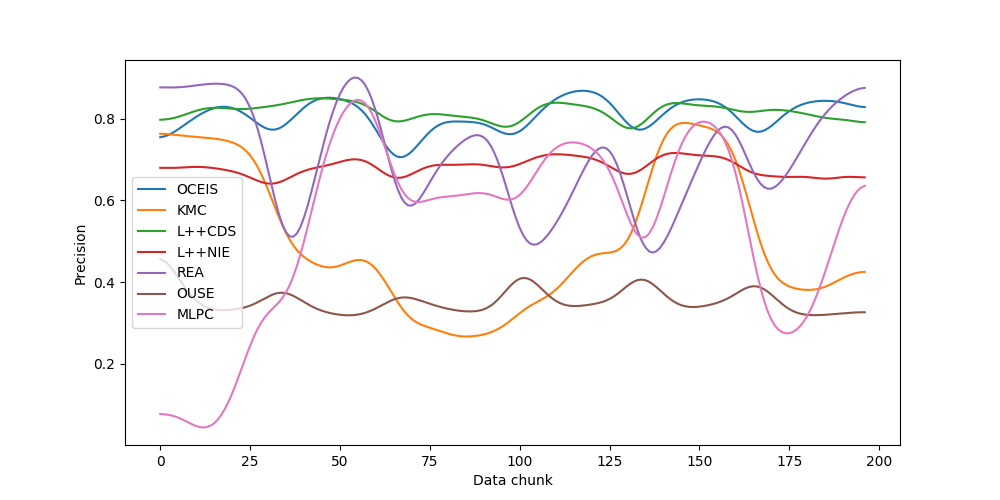 0.8
0.6
0.4
0.2
Precision
OCEIS
KMC
L++CDS
L++NIE
REA
OUSE
MLPC
0 25 50 75 100 125 150 175 200
Data chunk